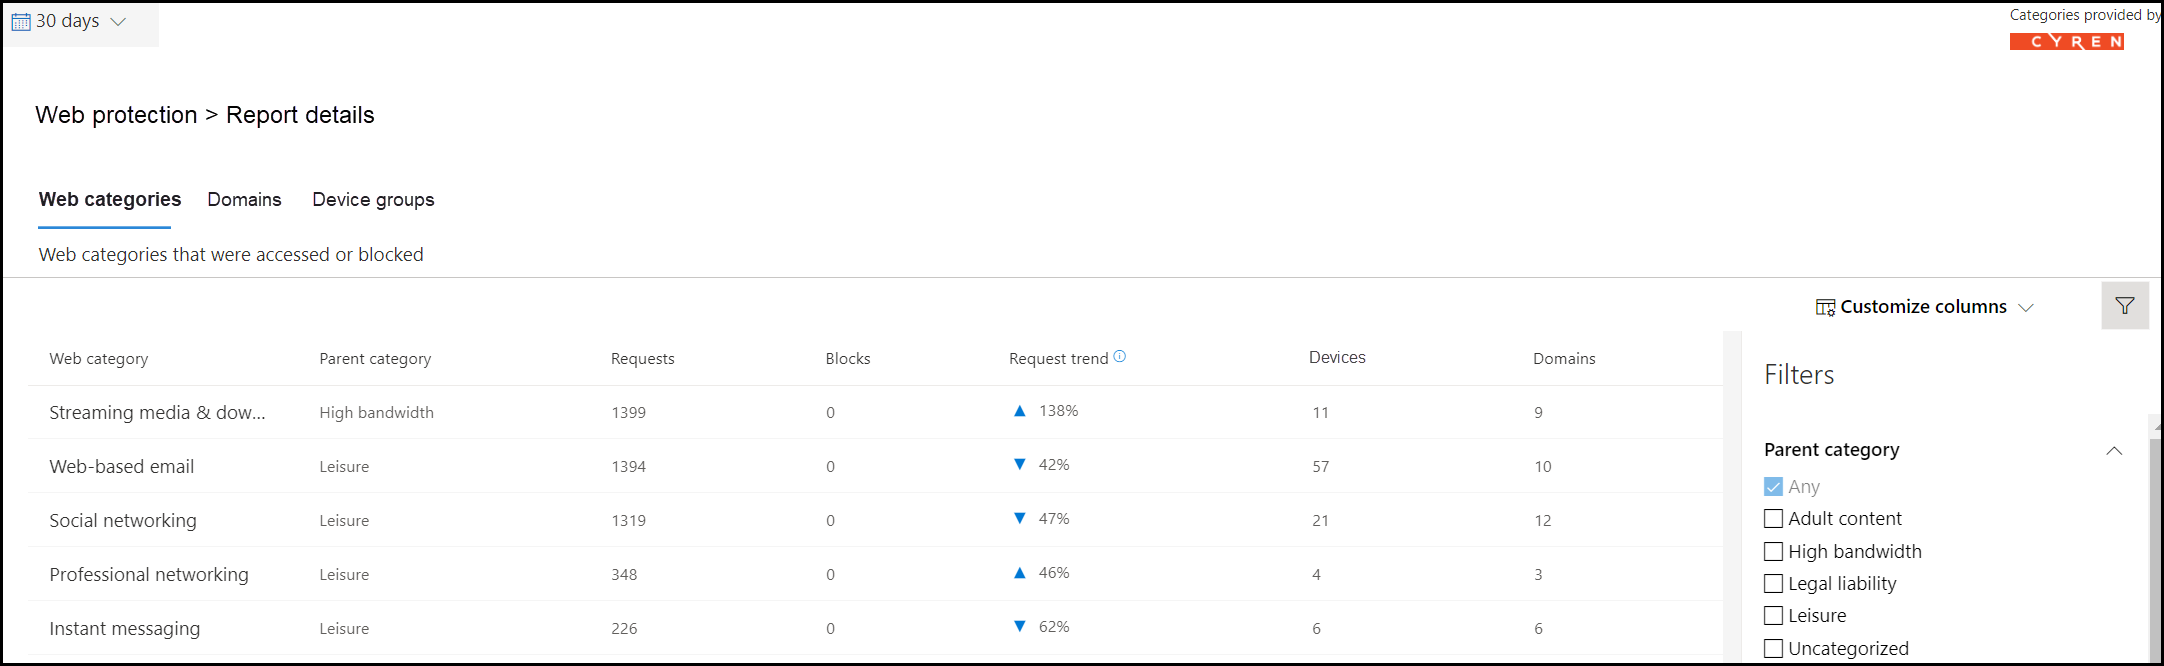 30 days
Categories provided by
CYREN
Web protection > Report details
Web categories Domains Device groups
Web categories that were accessed or blocked
Customize columns
Web category Parent category Requests Blocks Request trend Devices Domains
Streaming media & dow... High bandwidth 1399 0 ▲ 138% 11 9
Web-based email Leisure 1394 0 ▼ 42% 57 10
Social networking Leisure 1319 0 ▼ 47% 21 12
Professional networking Leisure 348 0 ▲ 46% 4 3
Instant messaging Leisure 226 0 ▼ 62% 6 6
Filters
Parent category
Any
Adult content
High bandwidth
Legal liability
Leisure
Uncategorized